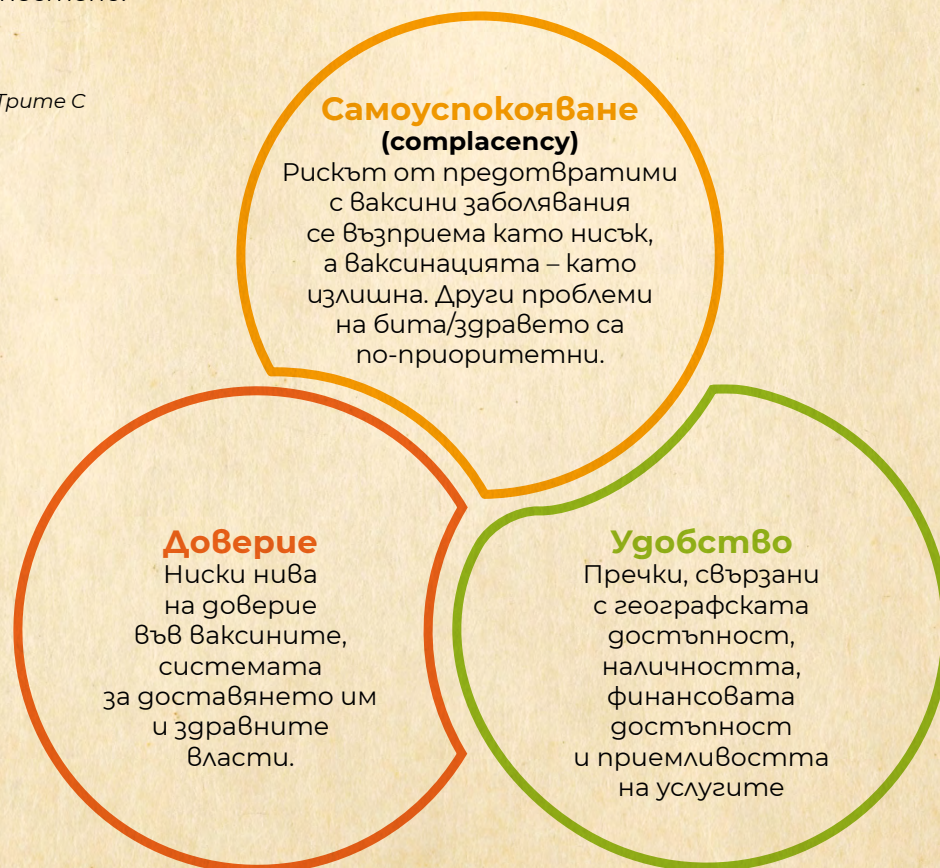 Трите С
Самоуспокояване
(complacency)
Рискът от предотвратими
с ваксини заболявания
се възприема като нисък,
а ваксинацията – като
излишна. Други проблеми
на бита/здравето са
по-приоритетни.
Доверие
Ниски нива
на доверие
във ваксините,
системата
за доставянето им
и здравните
власти.
Удобство
Пречки, свързани
с географската
достъпност,
наличността,
финансовата
достъпност
и приемливостта
на услугите